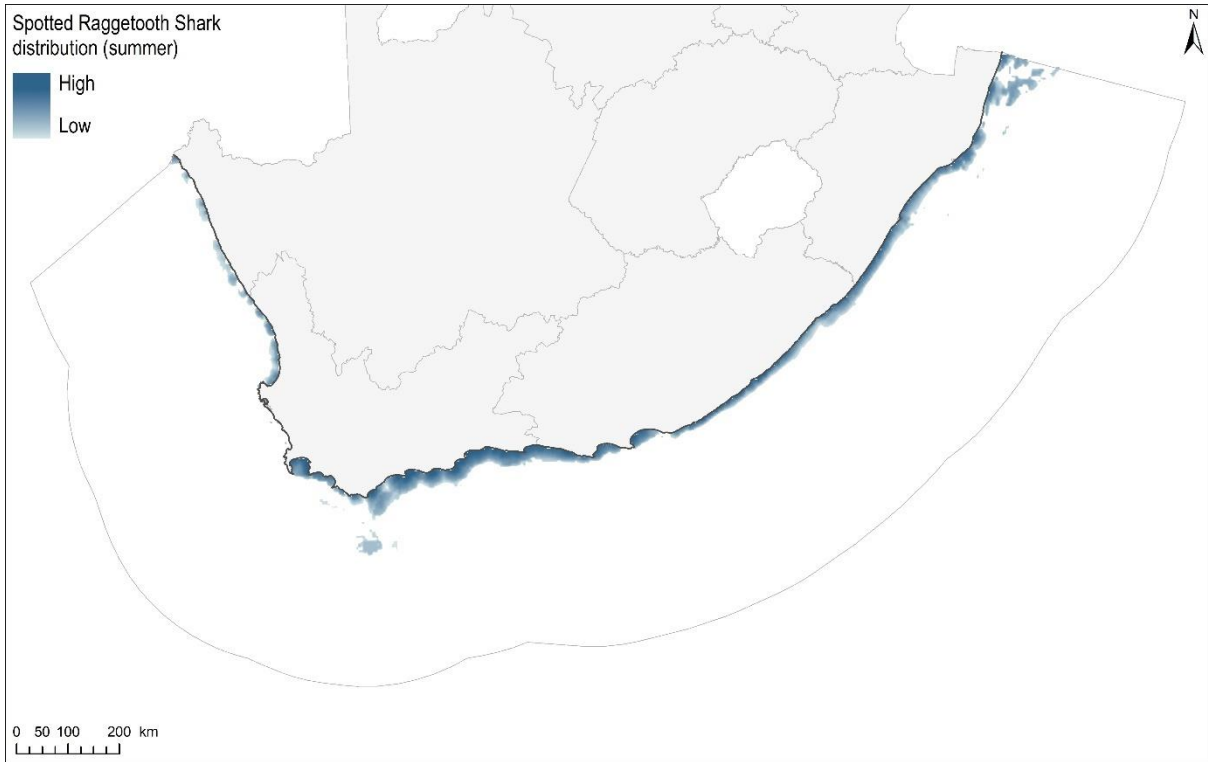 Spotted Raggetooth Shark
distribution (summer)
High
Low
N
0 50 100 200 km